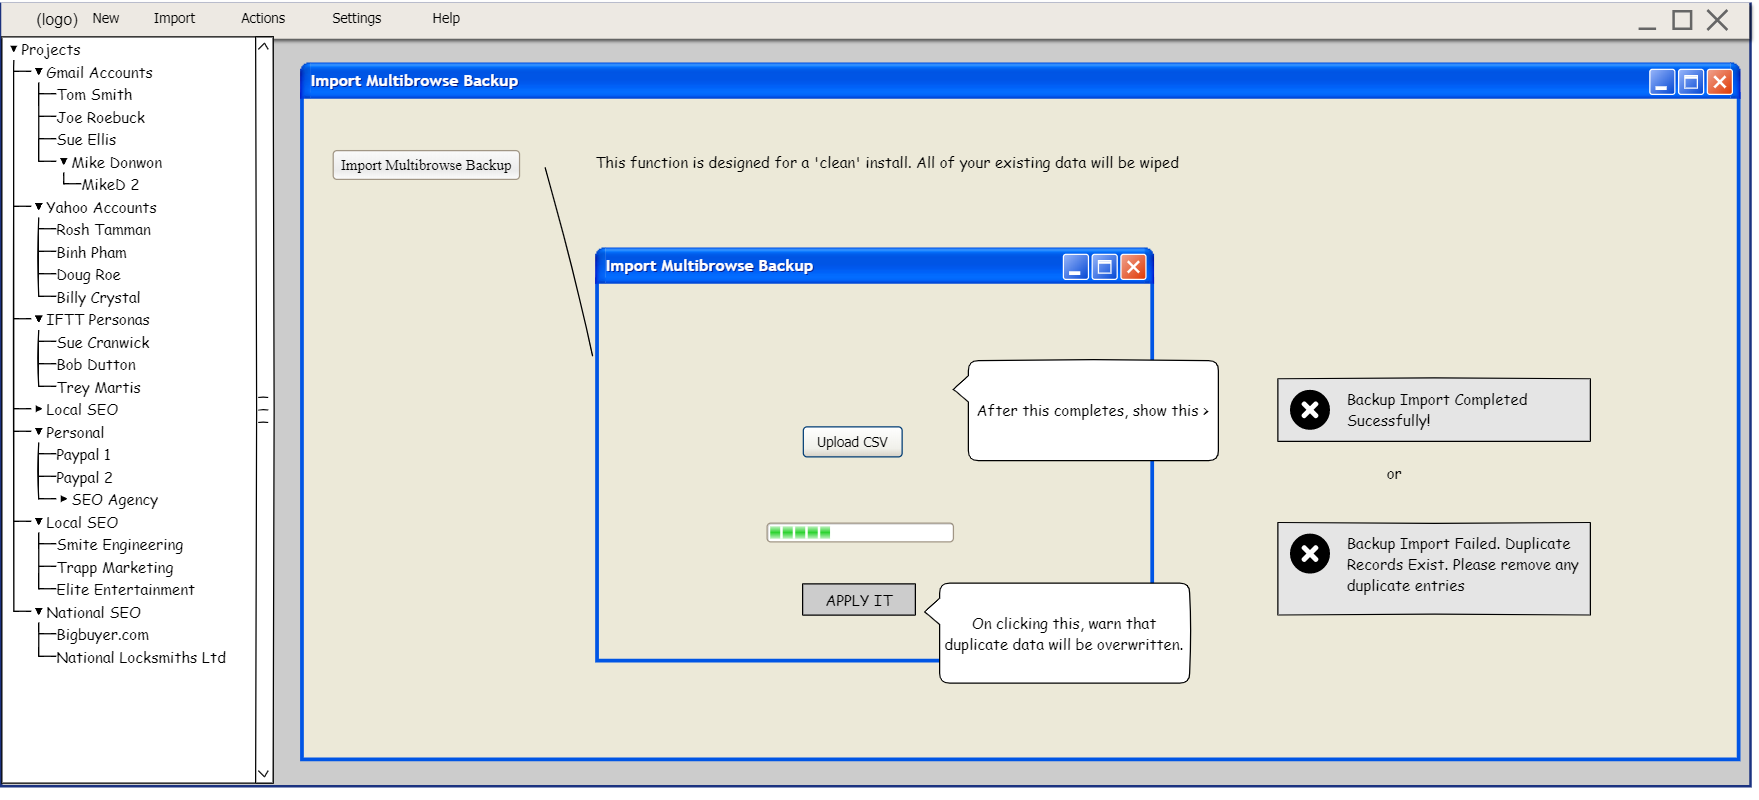 (logo) New Import Actions Settings Help
Projects
Gmail Accounts
Tom Smith
Joe Roebuck
Sue Ellis
Mike Donwon
MikeD 2
Yahoo Accounts
Rosh Tamman
Binh Pham
Doug Roe
Billy Crystal
IFTT Personas
Sue Cranwick
Bob Dutton
Trey Martis
Local SEO
Personal
Paypal 1
Paypal 2
SEO Agency
Local SEO
Smite Engineering
Trapp Marketing
Elite Entertainment
National SEO
Bigbuyer.com
National Locksmiths Ltd
Import Multibrowse Backup
Import Multibrowse Backup
This function is designed for a 'clean' install. All of your existing data will be wiped
Import Multibrowse Backup
After this completes, show this >
Upload CSV
APPLY IT
On clicking this, warn that
duplicate data will be overwritten.
Backup Import Completed
Sucessfully!
or
Backup Import Failed. Duplicate
Records Exist. Please remove any
duplicate entries